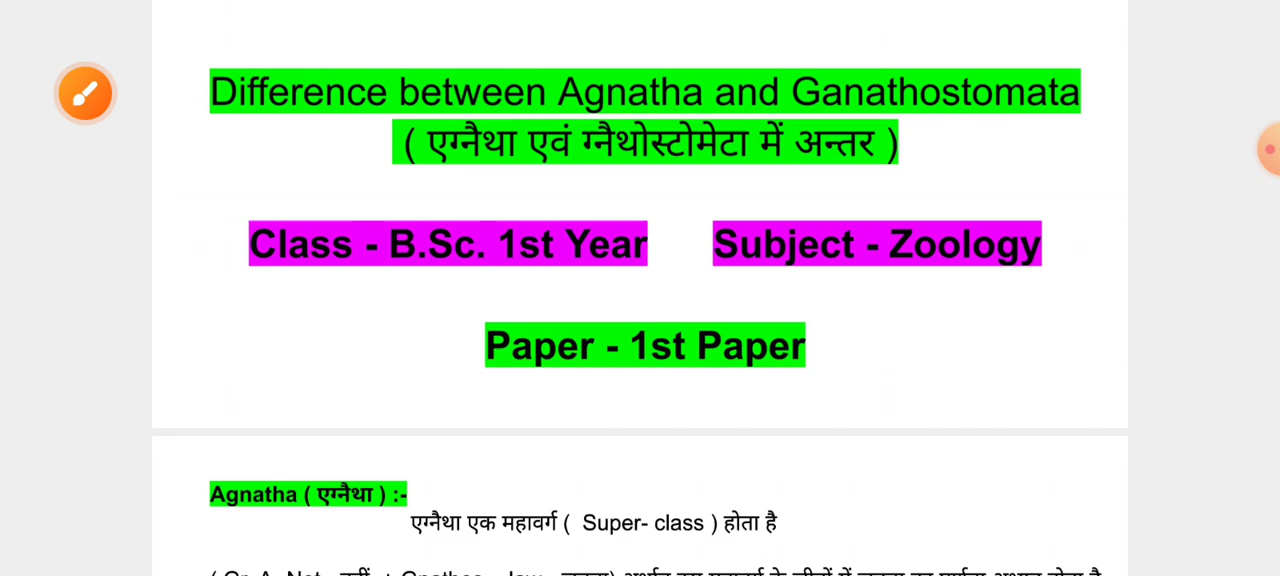 Difference between Agnatha and Ganathostomata
( एग्नैथा एवं ग्नैथोस्टोमेटा में अन्तर )
Class - B.Sc. 1st Year Subject - Zoology
Paper - 1st Paper
Agnatha ( एग्नैथा ) :-
एग्नैथा एक महावर्ग ( Super- class ) होता है